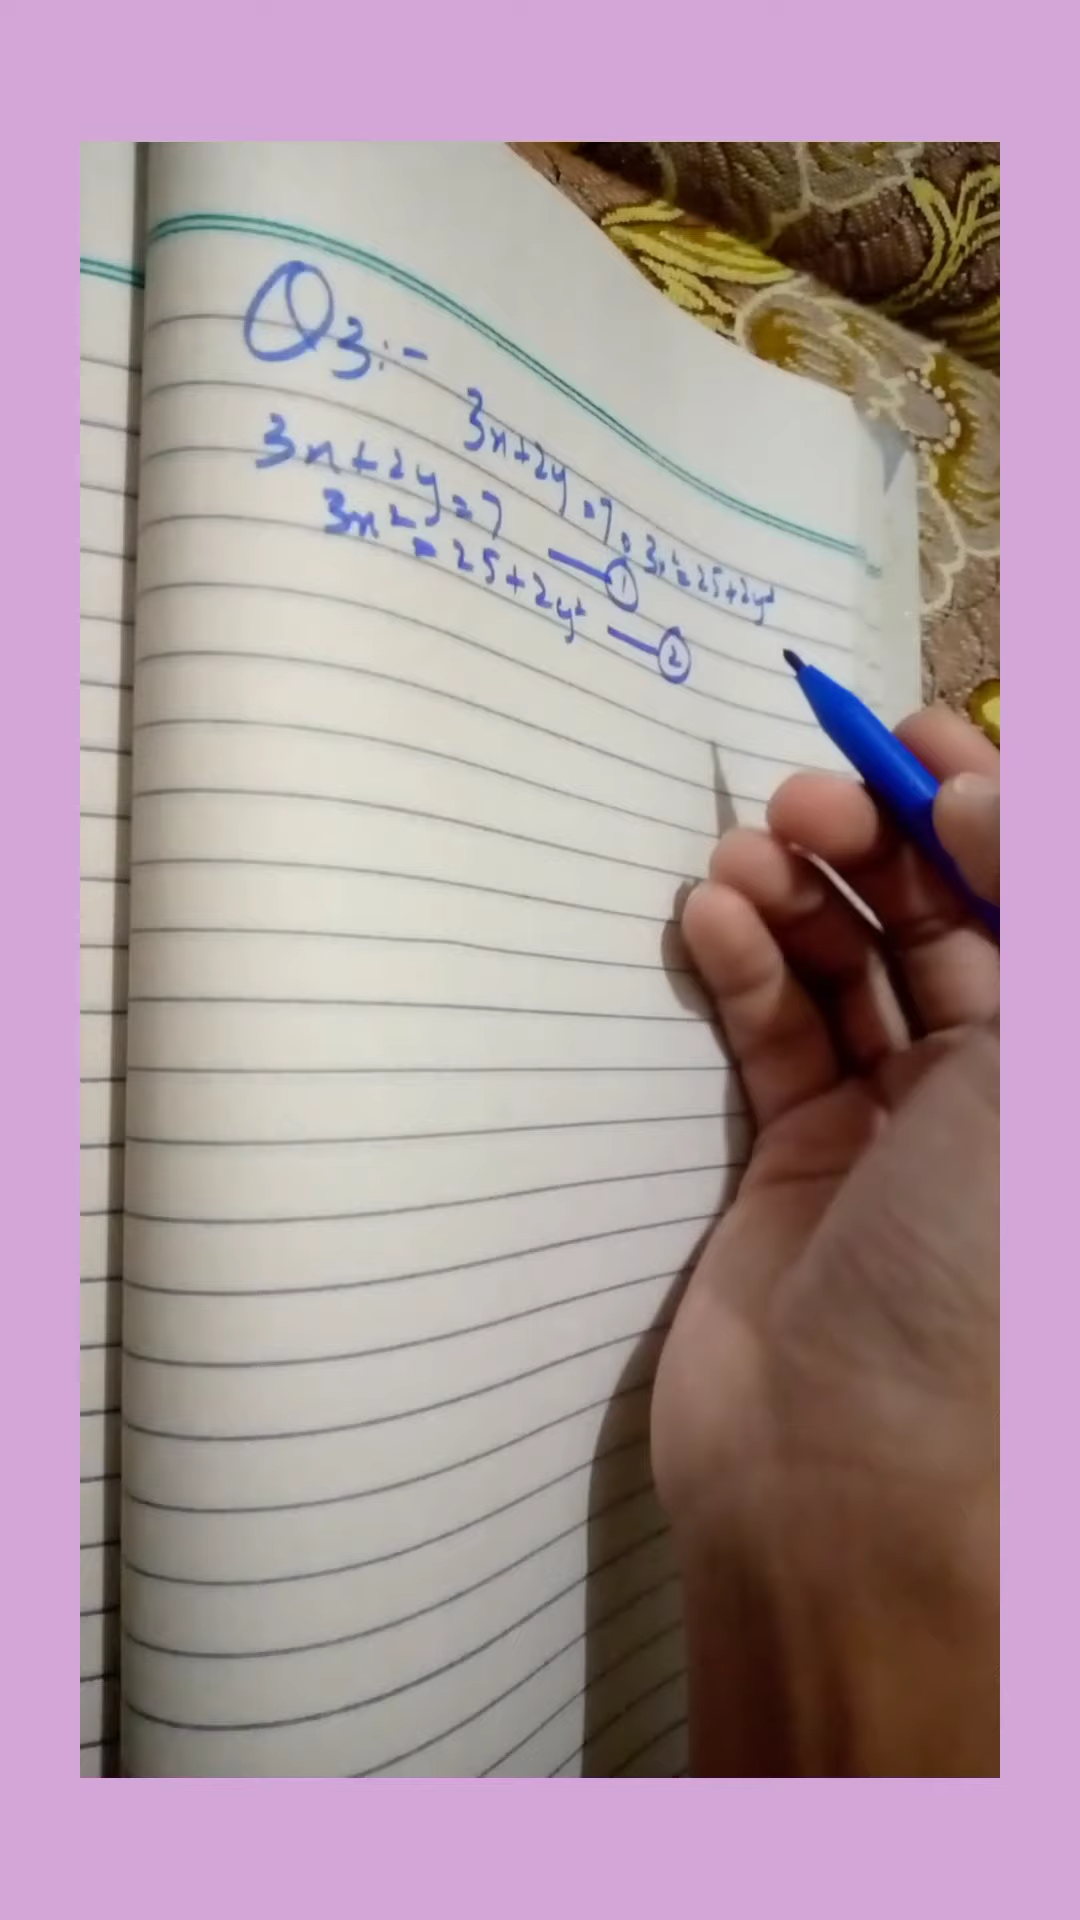 Q3:- 3x+2y=7, 3x²=25+2y²
3x+2y=7 — ①
3x²=25+2y² — ②